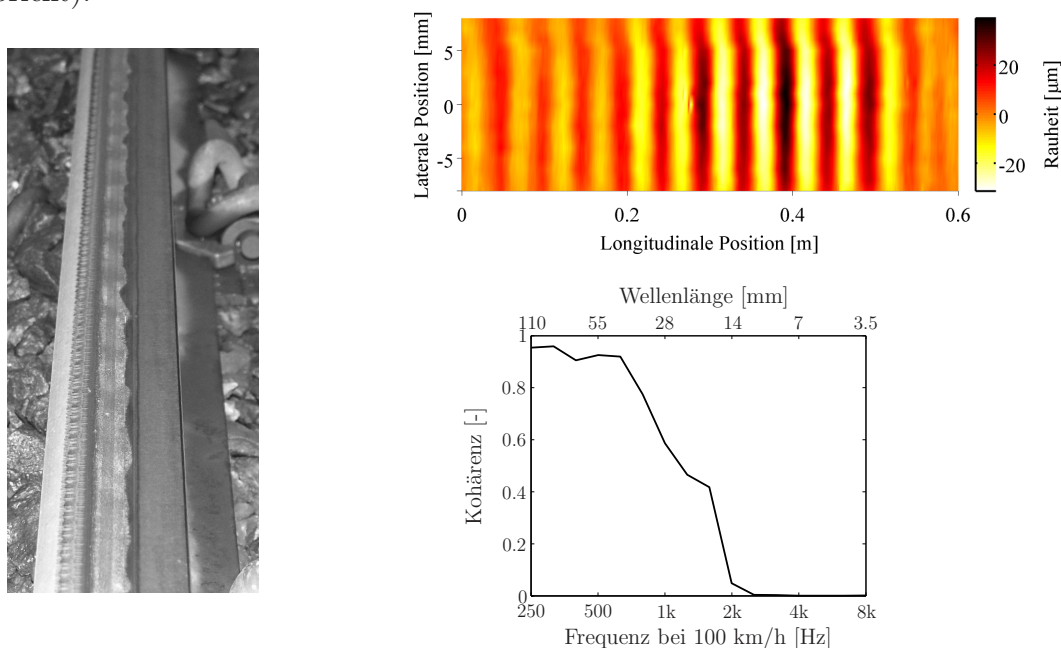 5
0
-5
Laterale Position [mm]
0 0.2 0.4 0.6
Longitudinale Position [m]
20
0
-20
Rauheit [µm]
Wellenlänge [mm]
110 55 28 14 7 3.5
1
0.8
0.6
0.4
0.2
0
Kohärenz [-]
250 500 1k 2k 4k 8k
Frequenz bei 100 km/h [Hz]